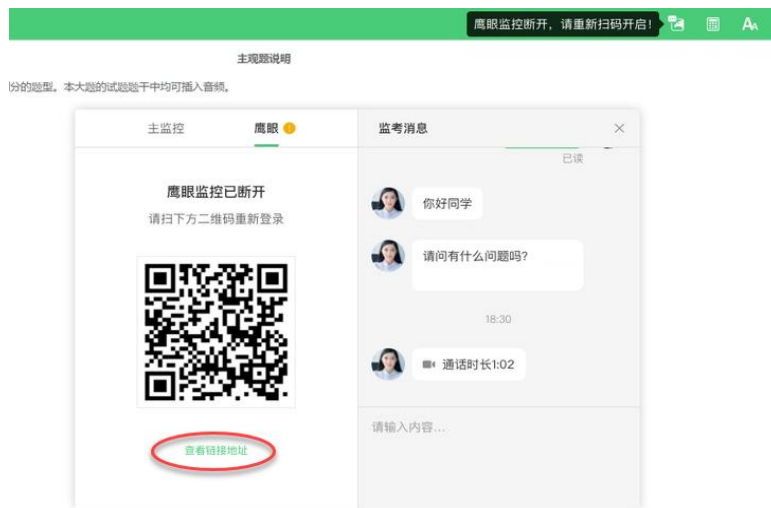 鹰眼监控断开，请重新扫码开启！
主观题说明
分的题型。本大题的试题题干中均可插入音频。
主监控
鹰眼
监考消息
已读
鹰眼监控已断开
请扫下方二维码重新登录
你好同学
请问有什么问题吗?
18:30
通话时长1:02
查看链接地址
请输入内容...